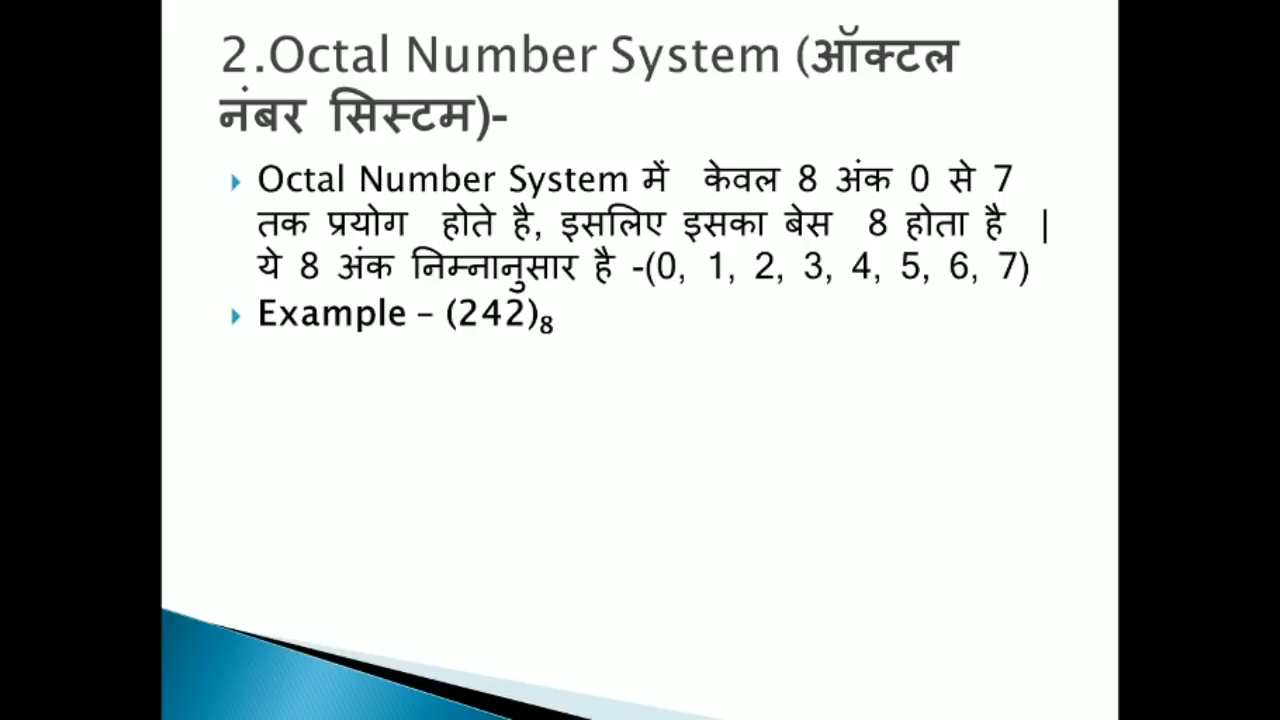 2.Octal Number System (ऑक्टल
नंबर सिस्टम)-
Octal Number System में केवल 8 अंक 0 से 7
तक प्रयोग होते है, इसलिए इसका बेस 8 होता है |
ये 8 अंक निम्नानुसार है -(0, 1, 2, 3, 4, 5, 6, 7)
Example – (242)₈